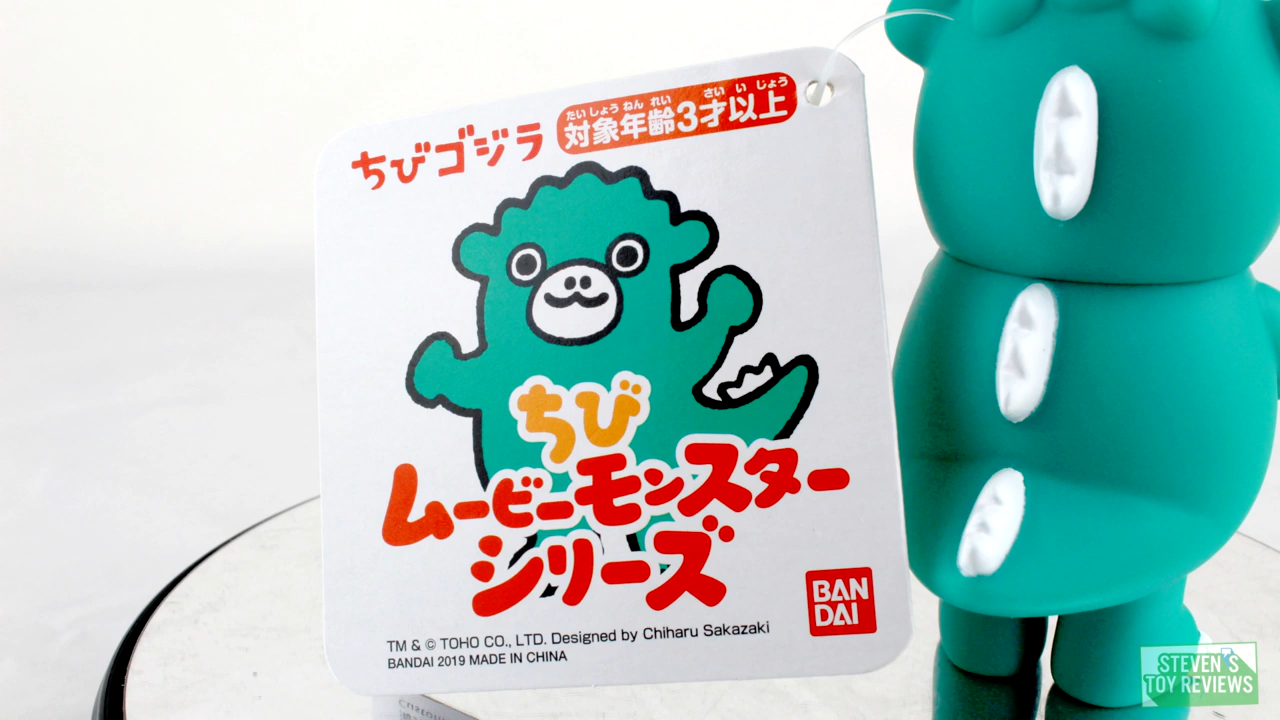 たいしょう ねん れい さい い じょう
対象年齢3才以上
ちびゴジラ
ちび
ムービーモンスター
シリーズ
BAN
DAI
TM & © TOHO CO., LTD. Designed by Chiharu Sakazaki
BANDAI 2019 MADE IN CHINA
STEVEN'S
TOY REVIEWS